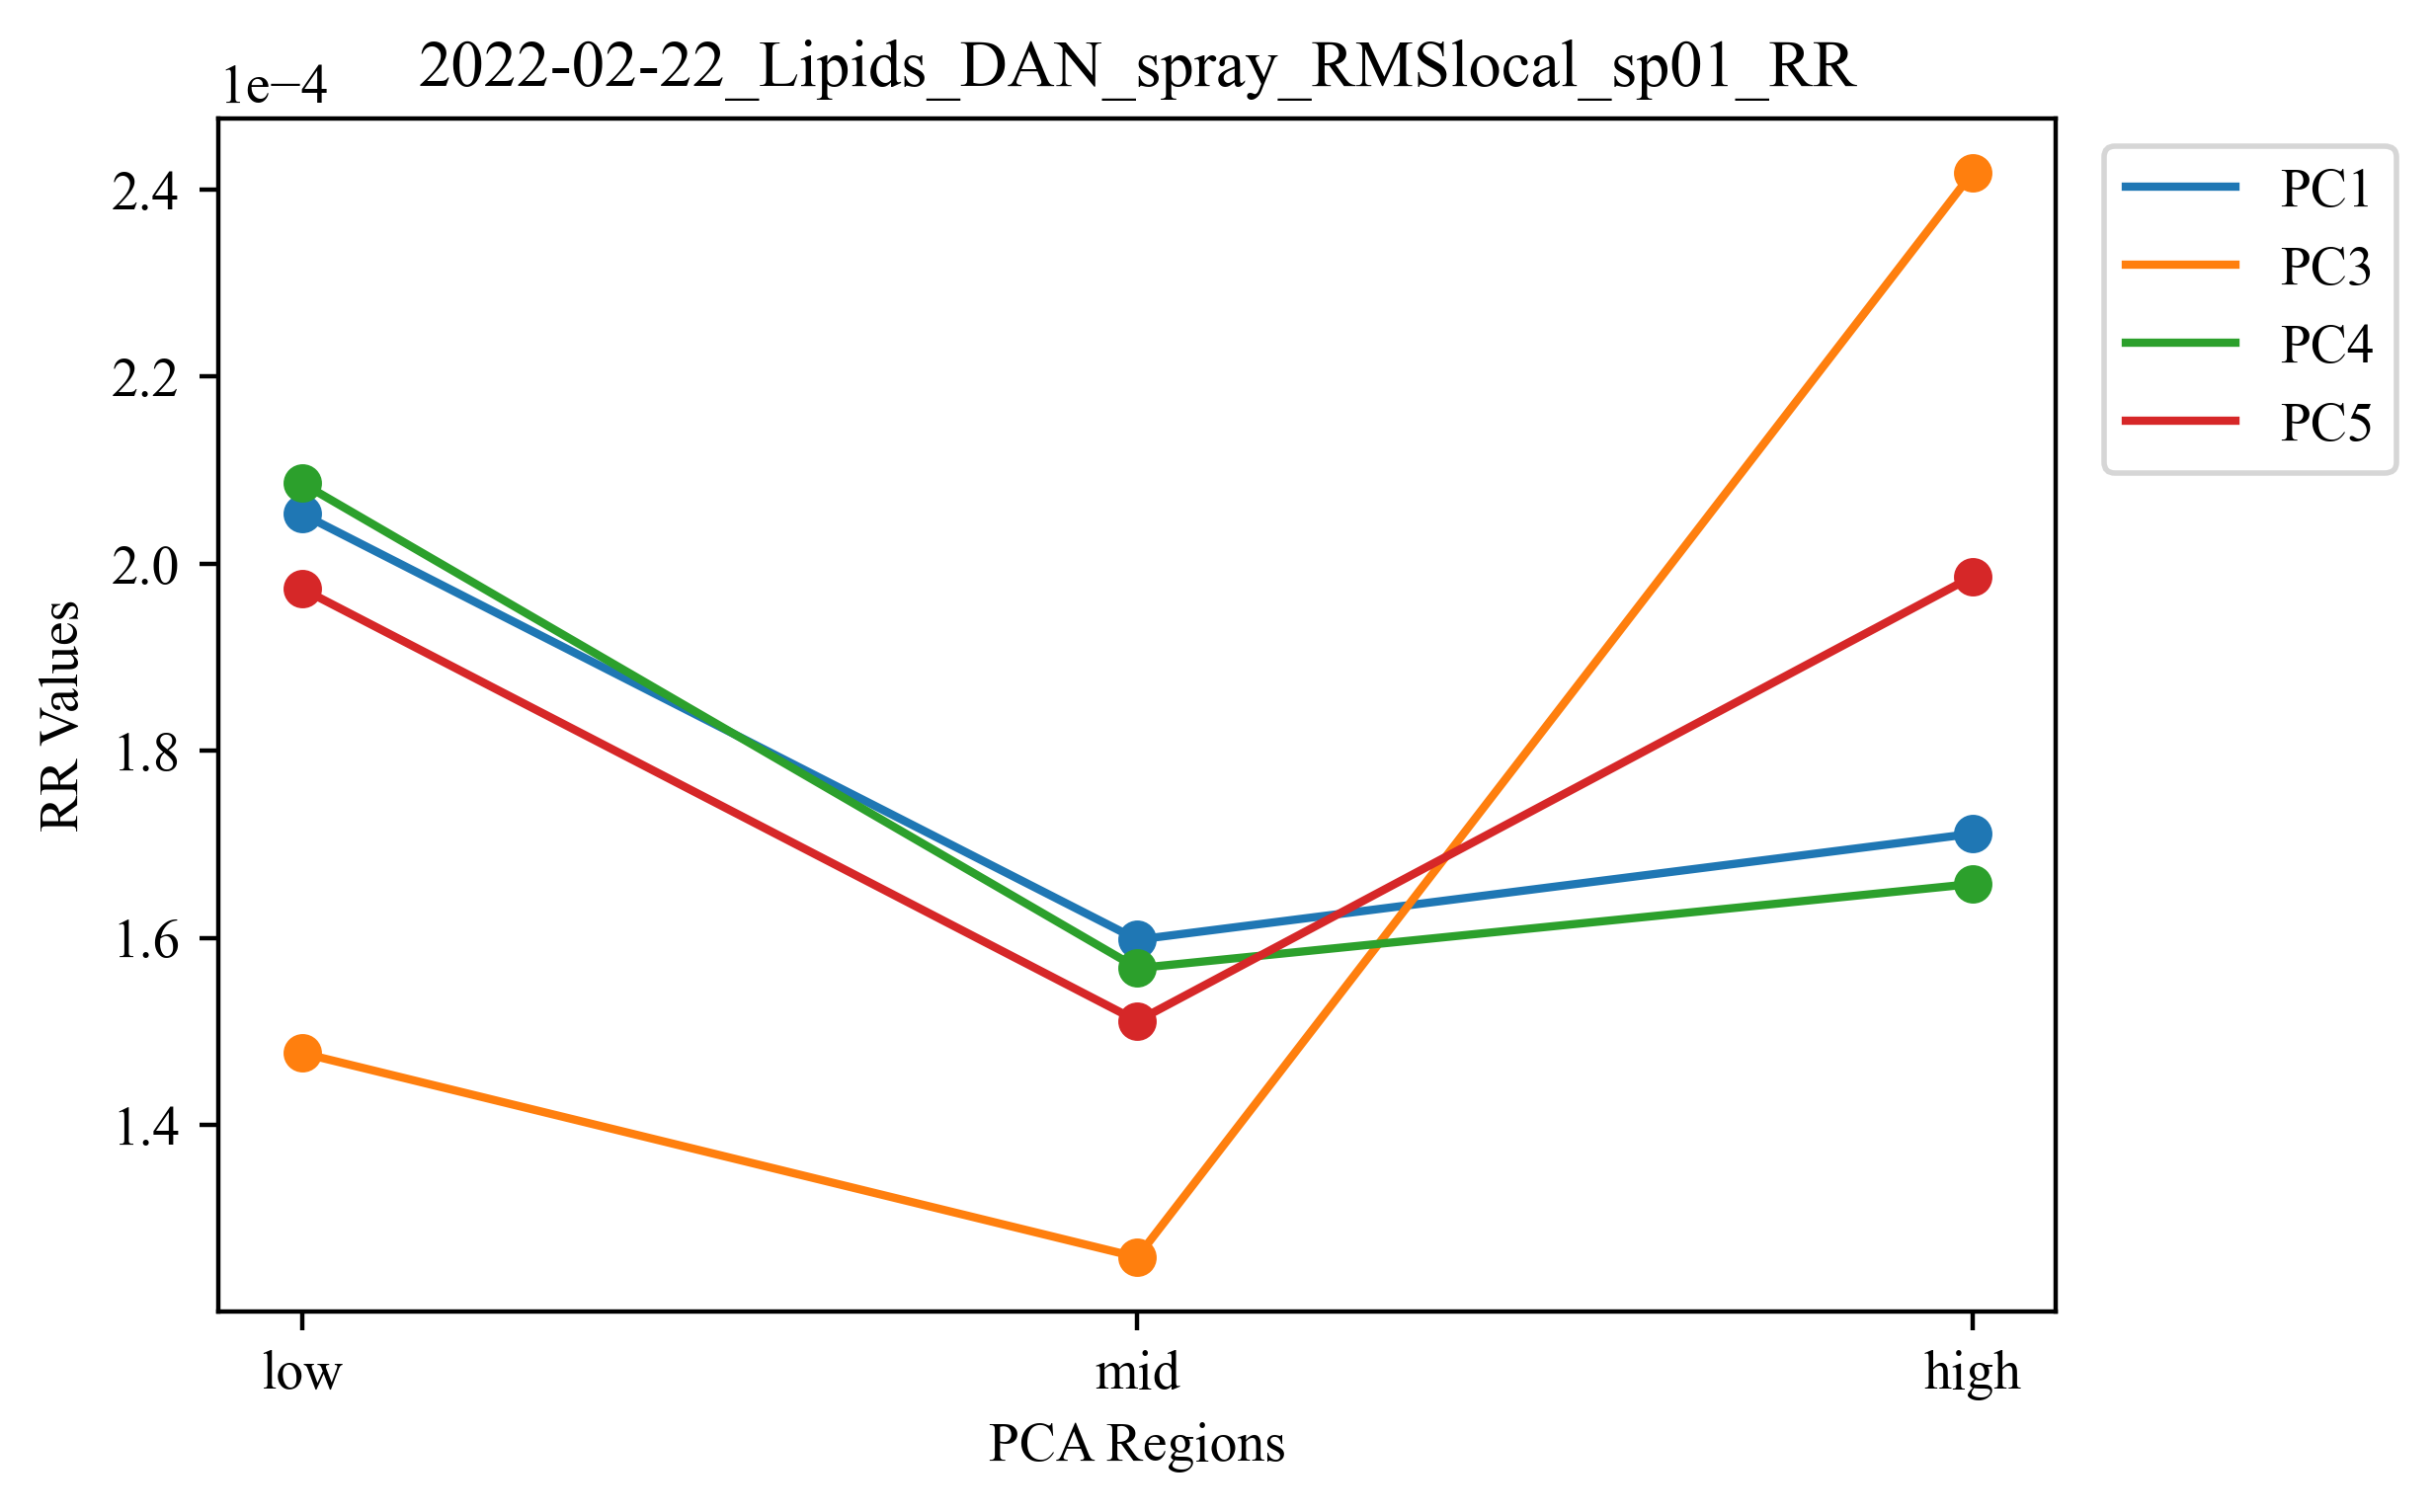 2022-02-22_Lipids_DAN_spray_RMSlocal_sp01_RR
1e−4
2.4
2.2
2.0
1.8
1.6
1.4
RR Values
low
mid
high
PCA Regions
PC1
PC3
PC4
PC5